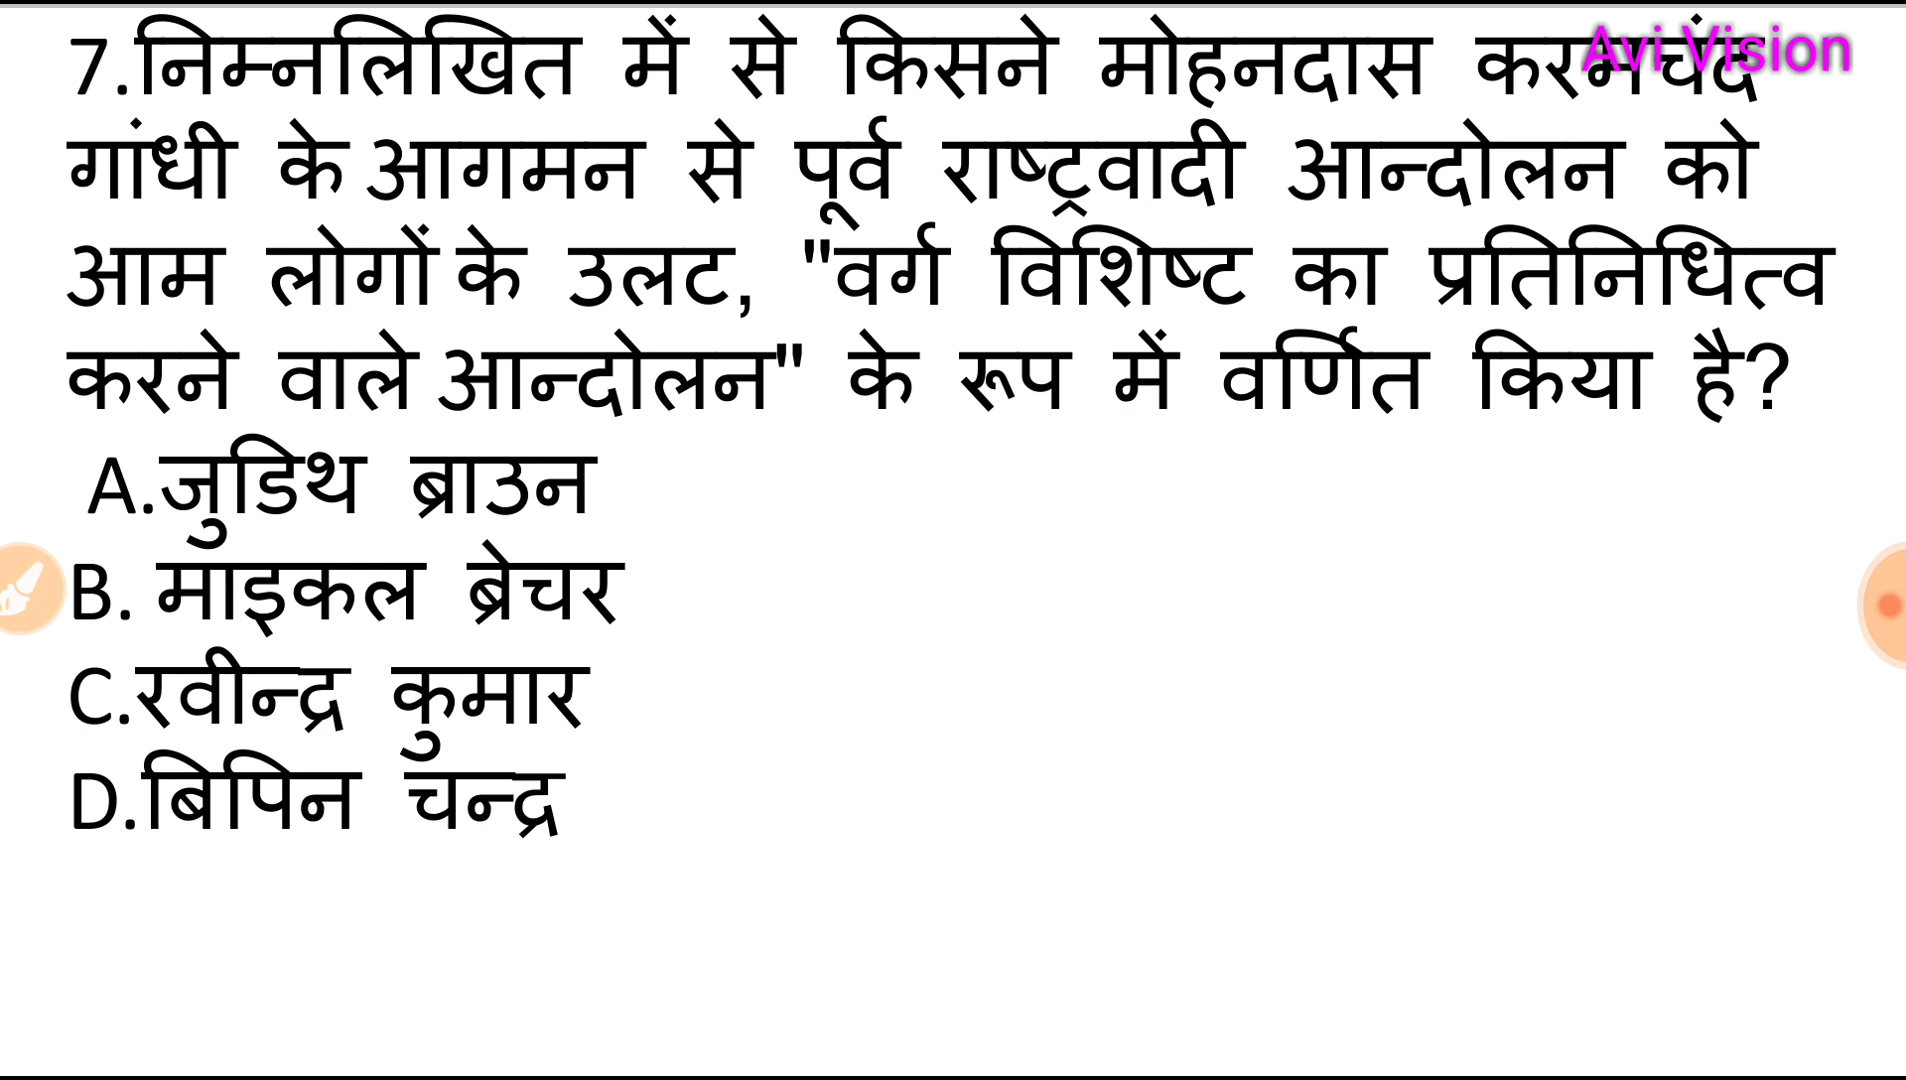 7.निम्नलिखित में से किसने मोहनदास करमचंद
Avi Vision
गांधी के आगमन से पूर्व राष्ट्रवादी आन्दोलन को
आम लोगों के उलट, "वर्ग विशिष्ट का प्रतिनिधित्व
करने वाले आन्दोलन" के रूप में वर्णित किया है?
A.जुडिथ ब्राउन
B. माइकल ब्रेचर
C.रवीन्द्र कुमार
D.बिपिन चन्द्र